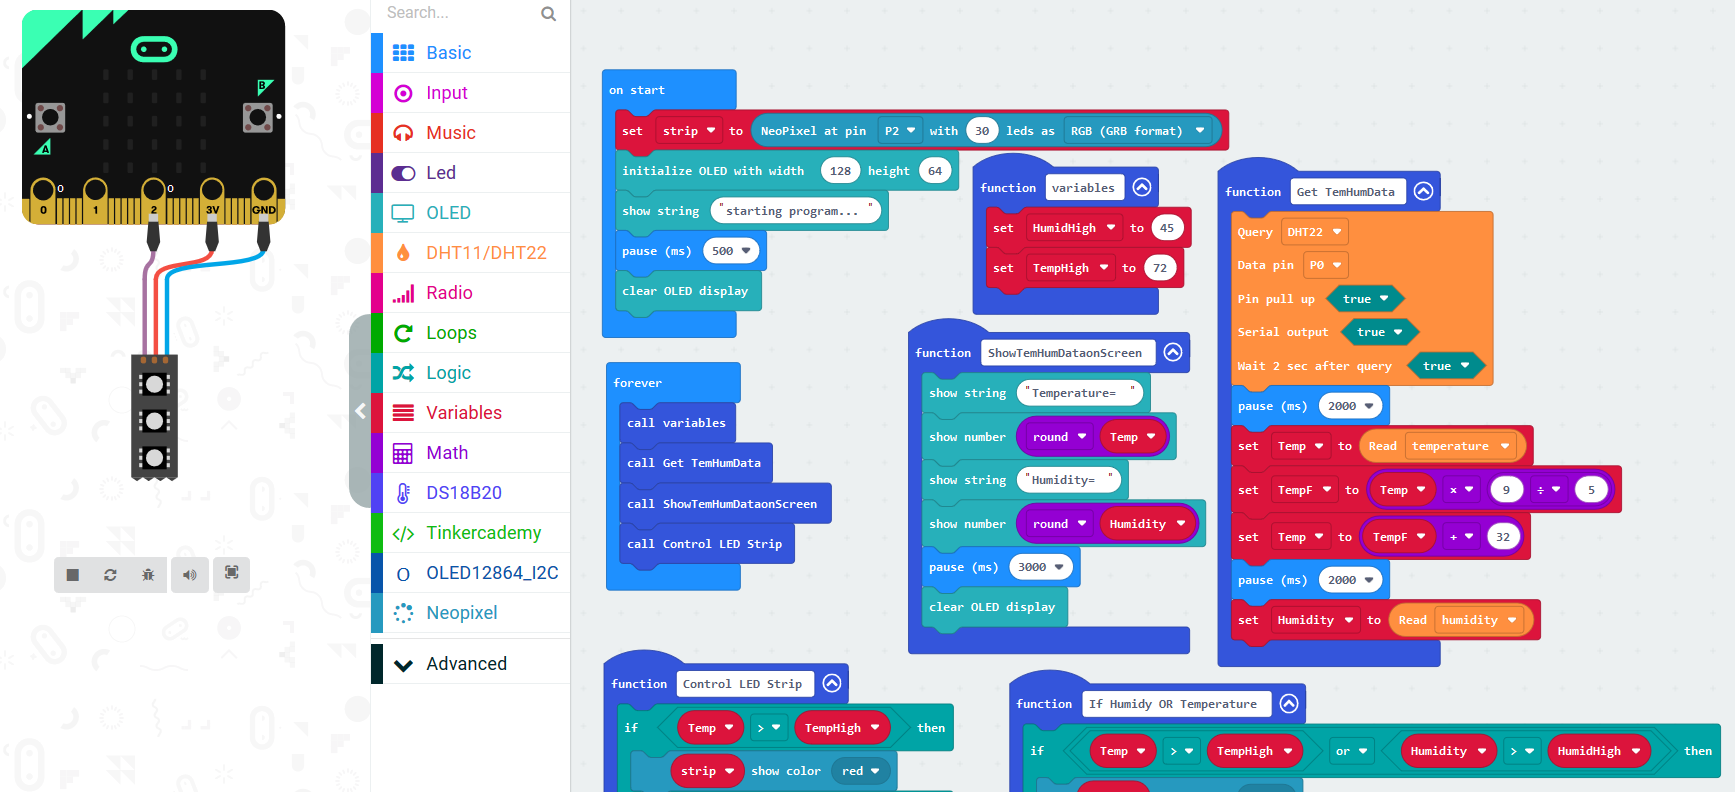 B
A
0
1
2
3V
GND
Search...
Basic
Input
Music
Led
OLED
DHT11/DHT22
Radio
Loops
Logic
Variables
Math
DS18B20
Tinkercademy
OLED12864_I2C
Neopixel
Advanced
on start
set strip to NeoPixel at pin P2 with 30 leds as RGB (GRB format)
initialize OLED with width 128 height 64
show string "starting program... "
pause (ms) 500
clear OLED display
forever
call variables
call Get TemHumData
call ShowTemHumDataonScreen
call Control LED Strip
function variables
set HumidHigh to 45
set TempHigh to 72
function ShowTemHumDataonScreen
show string "Temperature= "
show number round Temp
show string "Humidity= "
show number round Humidity
pause (ms) 3000
clear OLED display
function Get TemHumData
Query DHT22
Data pin P0
Pin pull up true
Serial output true
Wait 2 sec after query true
pause (ms) 2000
set Temp to Read temperature
set TempF to Temp × 9 ÷ 5
set Temp to TempF + 32
pause (ms) 2000
set Humidity to Read humidity
function Control LED Strip
if Temp > TempHigh then
strip show color red
function If Humidy OR Temperature
if Temp > TempHigh or Humidity > HumidHigh then